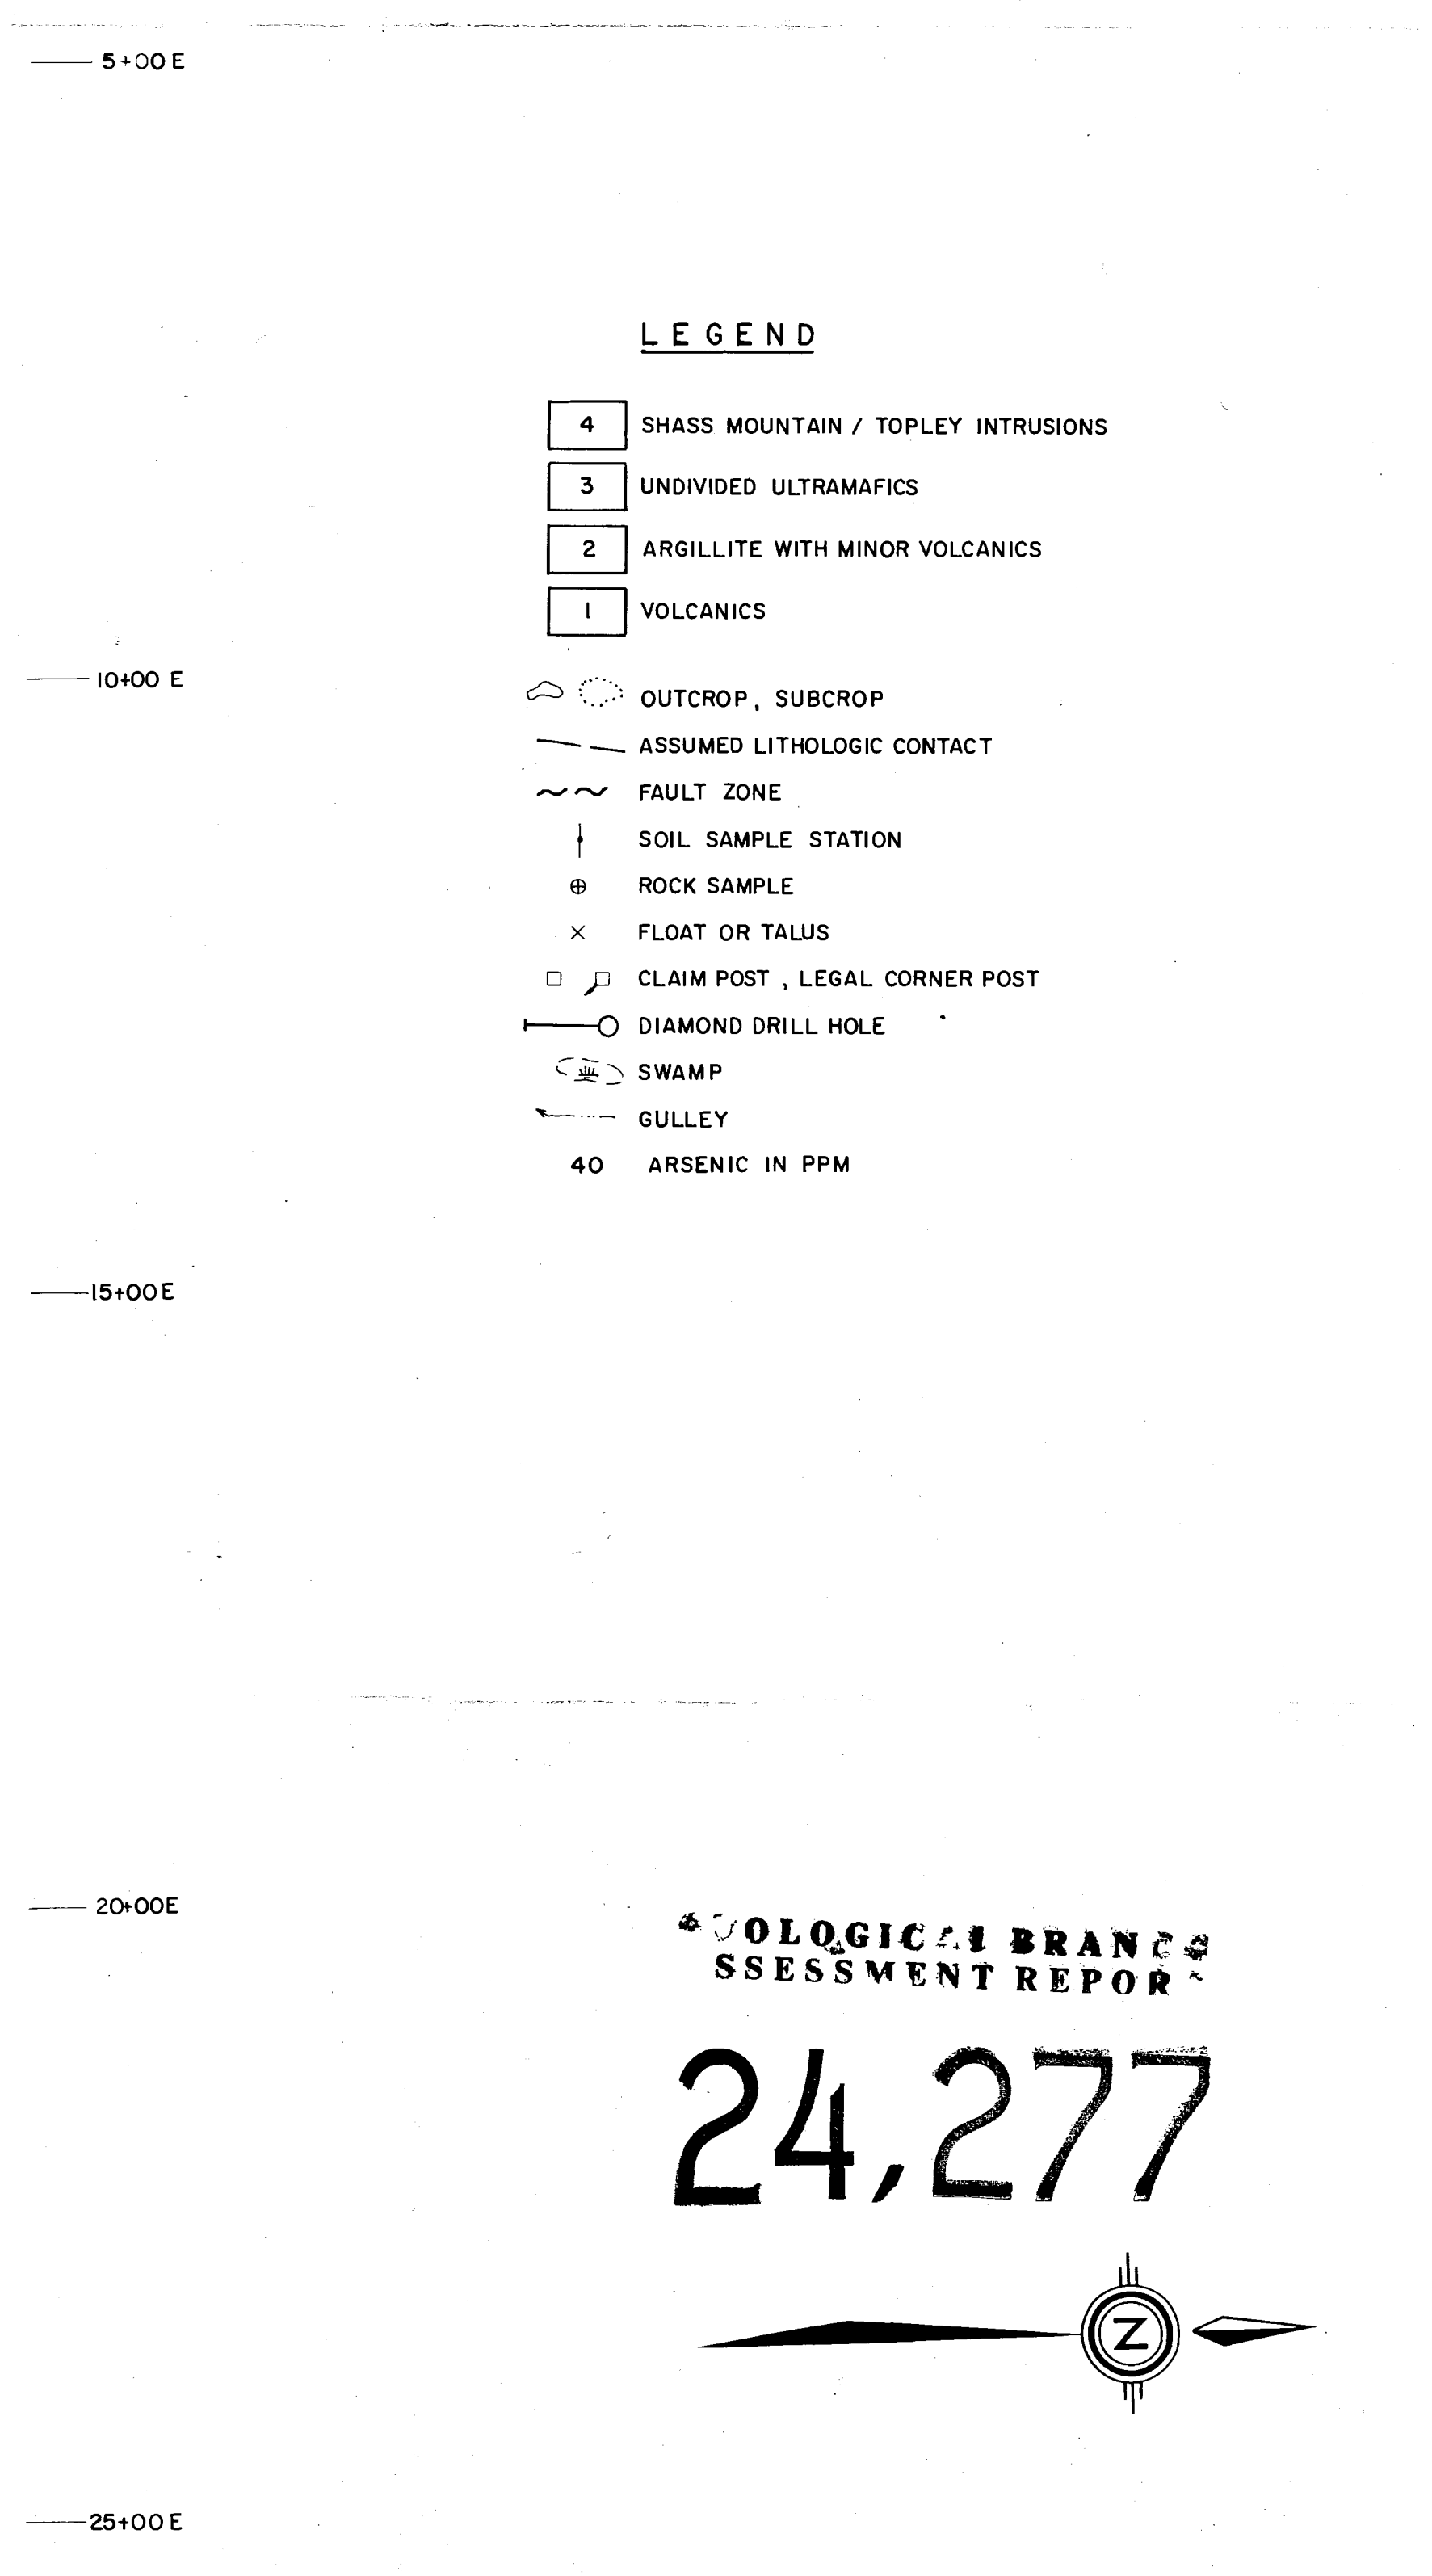 5+00 E
LEGEND
4 SHASS MOUNTAIN / TOPLEY INTRUSIONS
3 UNDIVIDED ULTRAMAFICS
2 ARGILLITE WITH MINOR VOLCANICS
1 VOLCANICS
10+00 E
OUTCROP, SUBCROP
ASSUMED LITHOLOGIC CONTACT
FAULT ZONE
SOIL SAMPLE STATION
ROCK SAMPLE
FLOAT OR TALUS
CLAIM POST , LEGAL CORNER POST
DIAMOND DRILL HOLE
SWAMP
GULLEY
40 ARSENIC IN PPM
15+00 E
20+00 E
OLOGICAL BRANC
SSESSMENT REPOR
24,277
Z
25+00 E